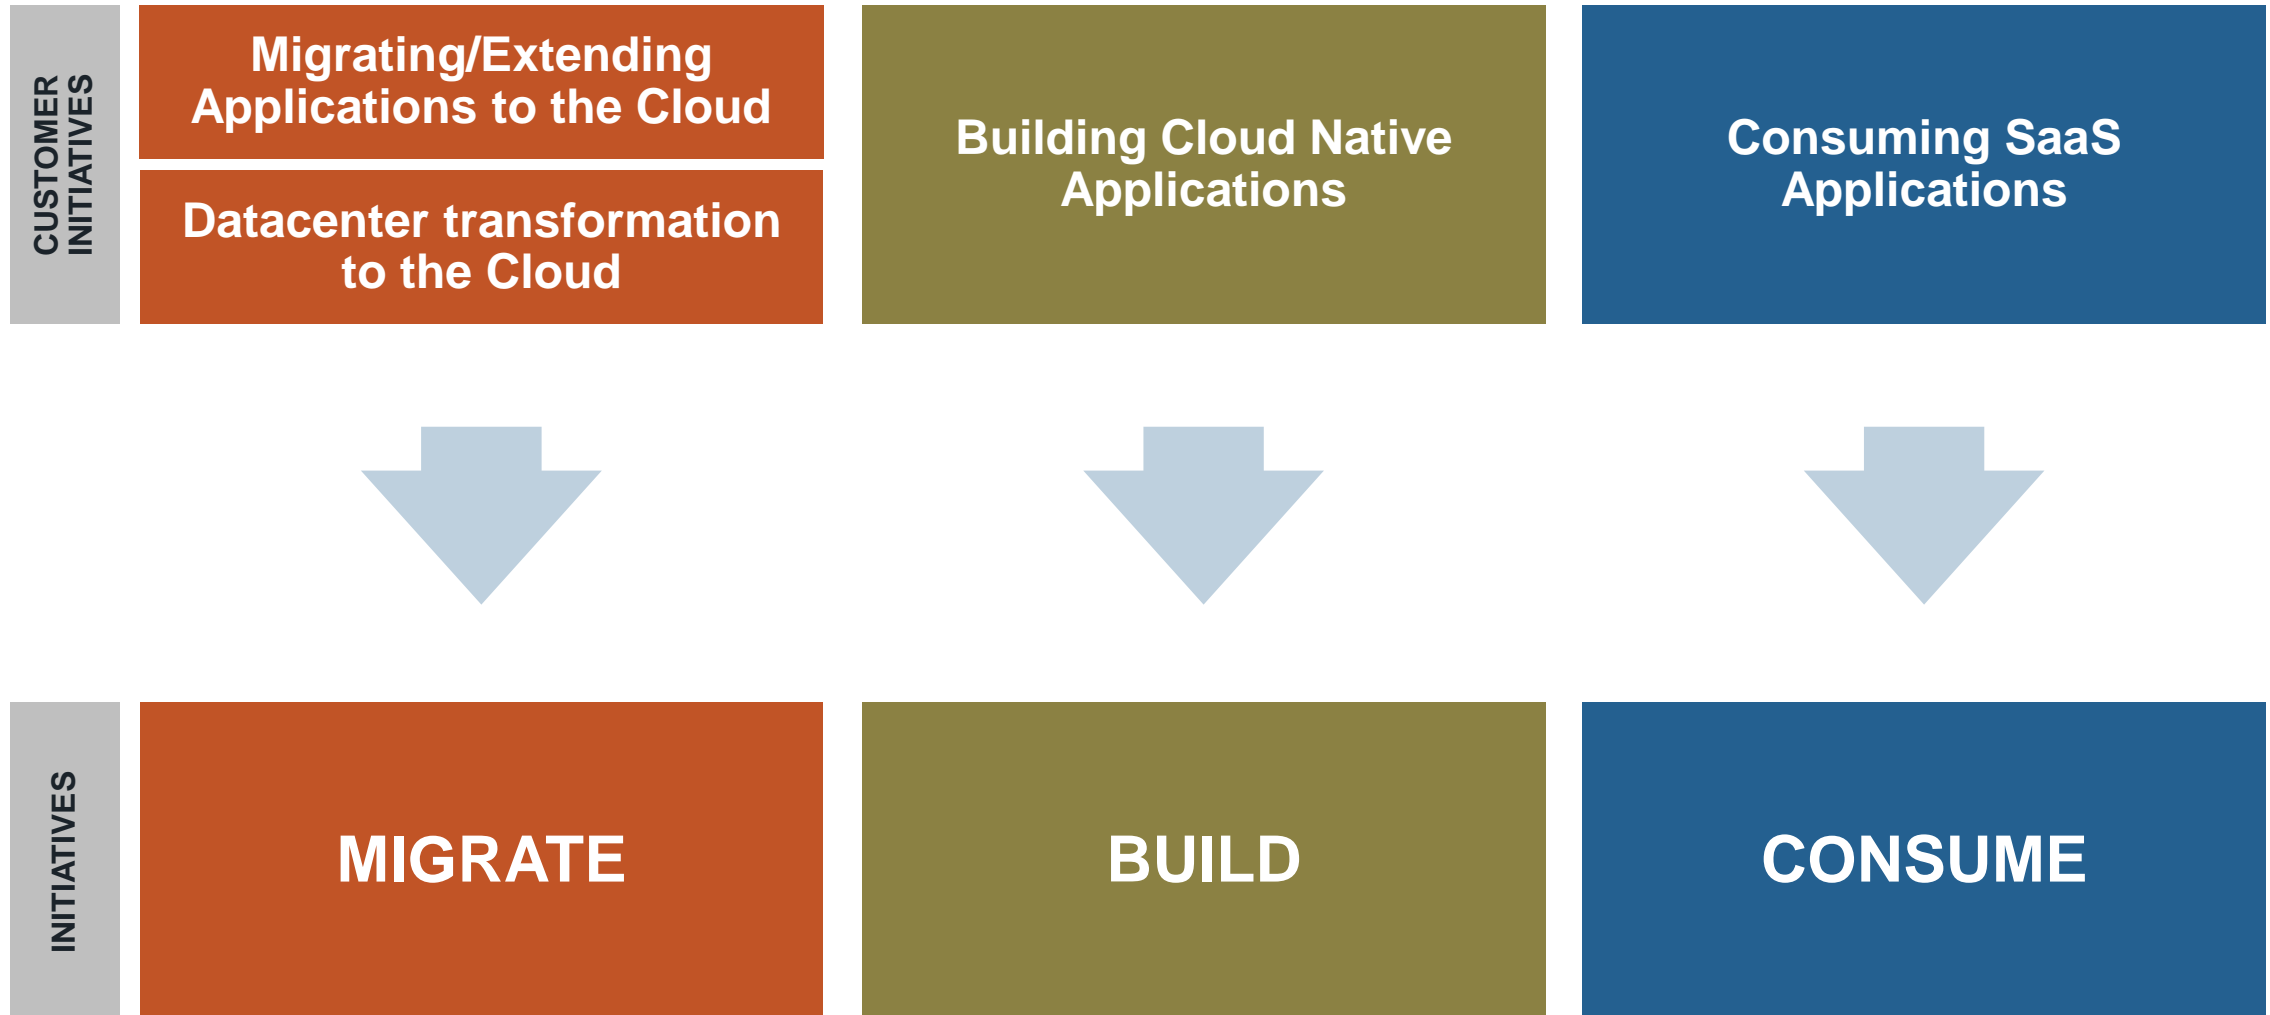 CUSTOMER
INITIATIVES
Migrating/Extending
Applications to the Cloud
Datacenter transformation
to the Cloud
Building Cloud Native
Applications
Consuming SaaS
Applications
INITIATIVES
MIGRATE
BUILD
CONSUME